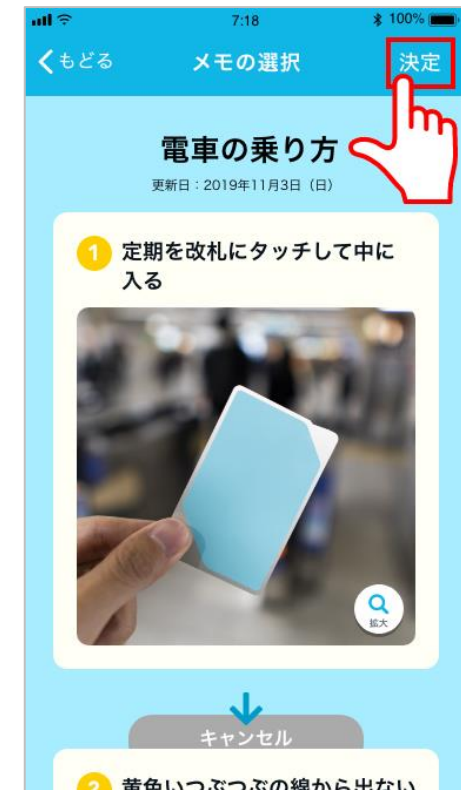 7:18
100%
もどる
メモの選択
決定
電車の乗り方
更新日：2019年11月3日（日）
1 定期を改札にタッチして中に
入る
拡大
キャンセル
2 黄色いつぶつぶの線から出ない